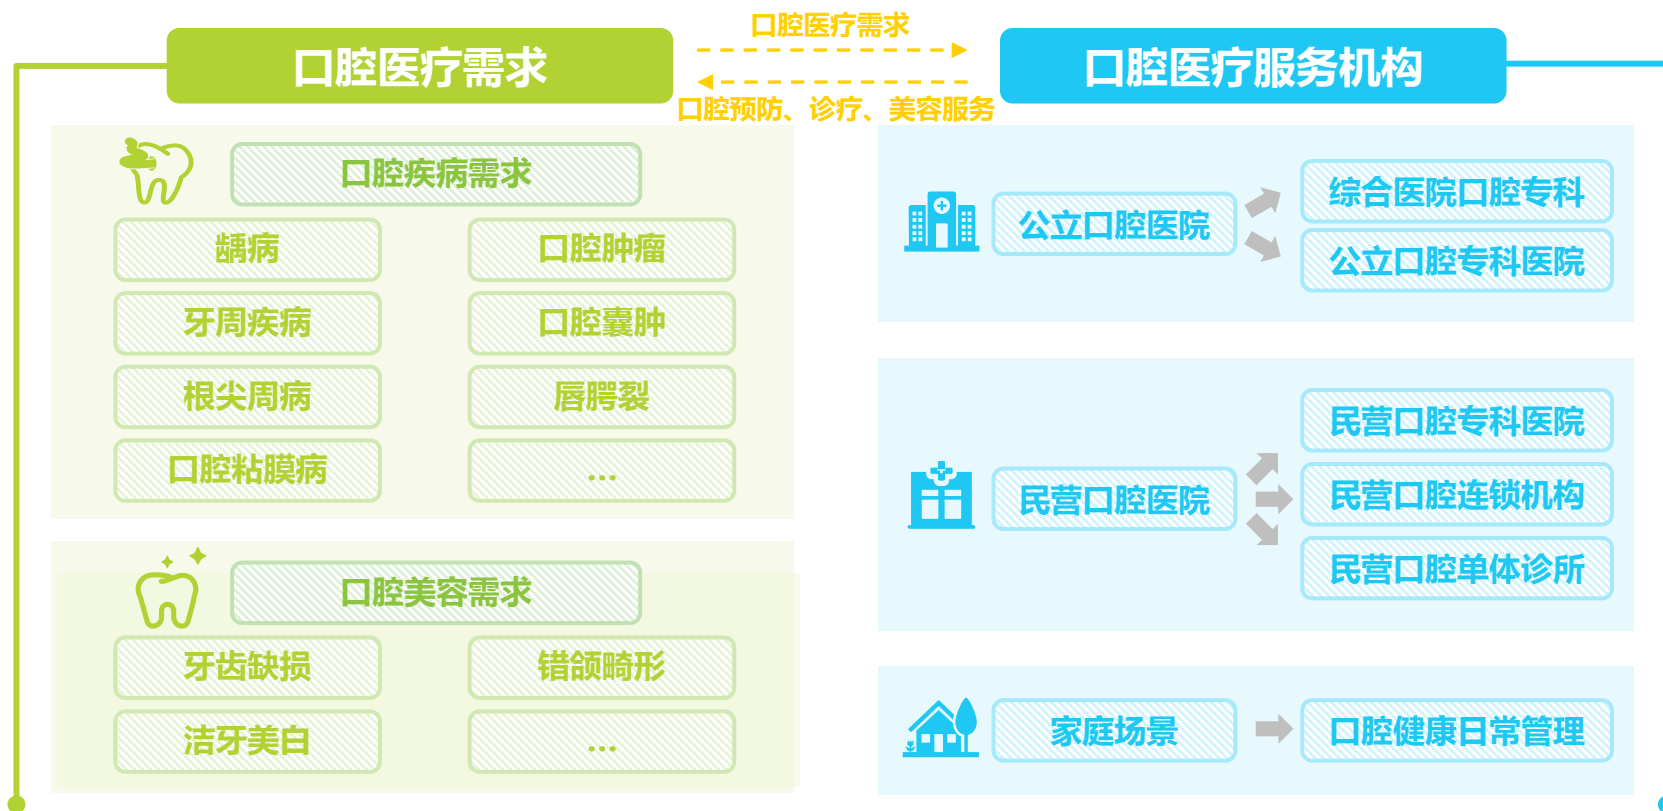 口腔医疗需求
口腔医疗需求
口腔预防、诊疗、美容服务
口腔医疗服务机构
口腔疾病需求
龋病
口腔肿瘤
牙周疾病
口腔囊肿
根尖周病
唇腭裂
口腔粘膜病
...
口腔美容需求
牙齿缺损
错颌畸形
洁牙美白
...
公立口腔医院
综合医院口腔专科
公立口腔专科医院
民营口腔医院
民营口腔专科医院
民营口腔连锁机构
民营口腔单体诊所
家庭场景
口腔健康日常管理